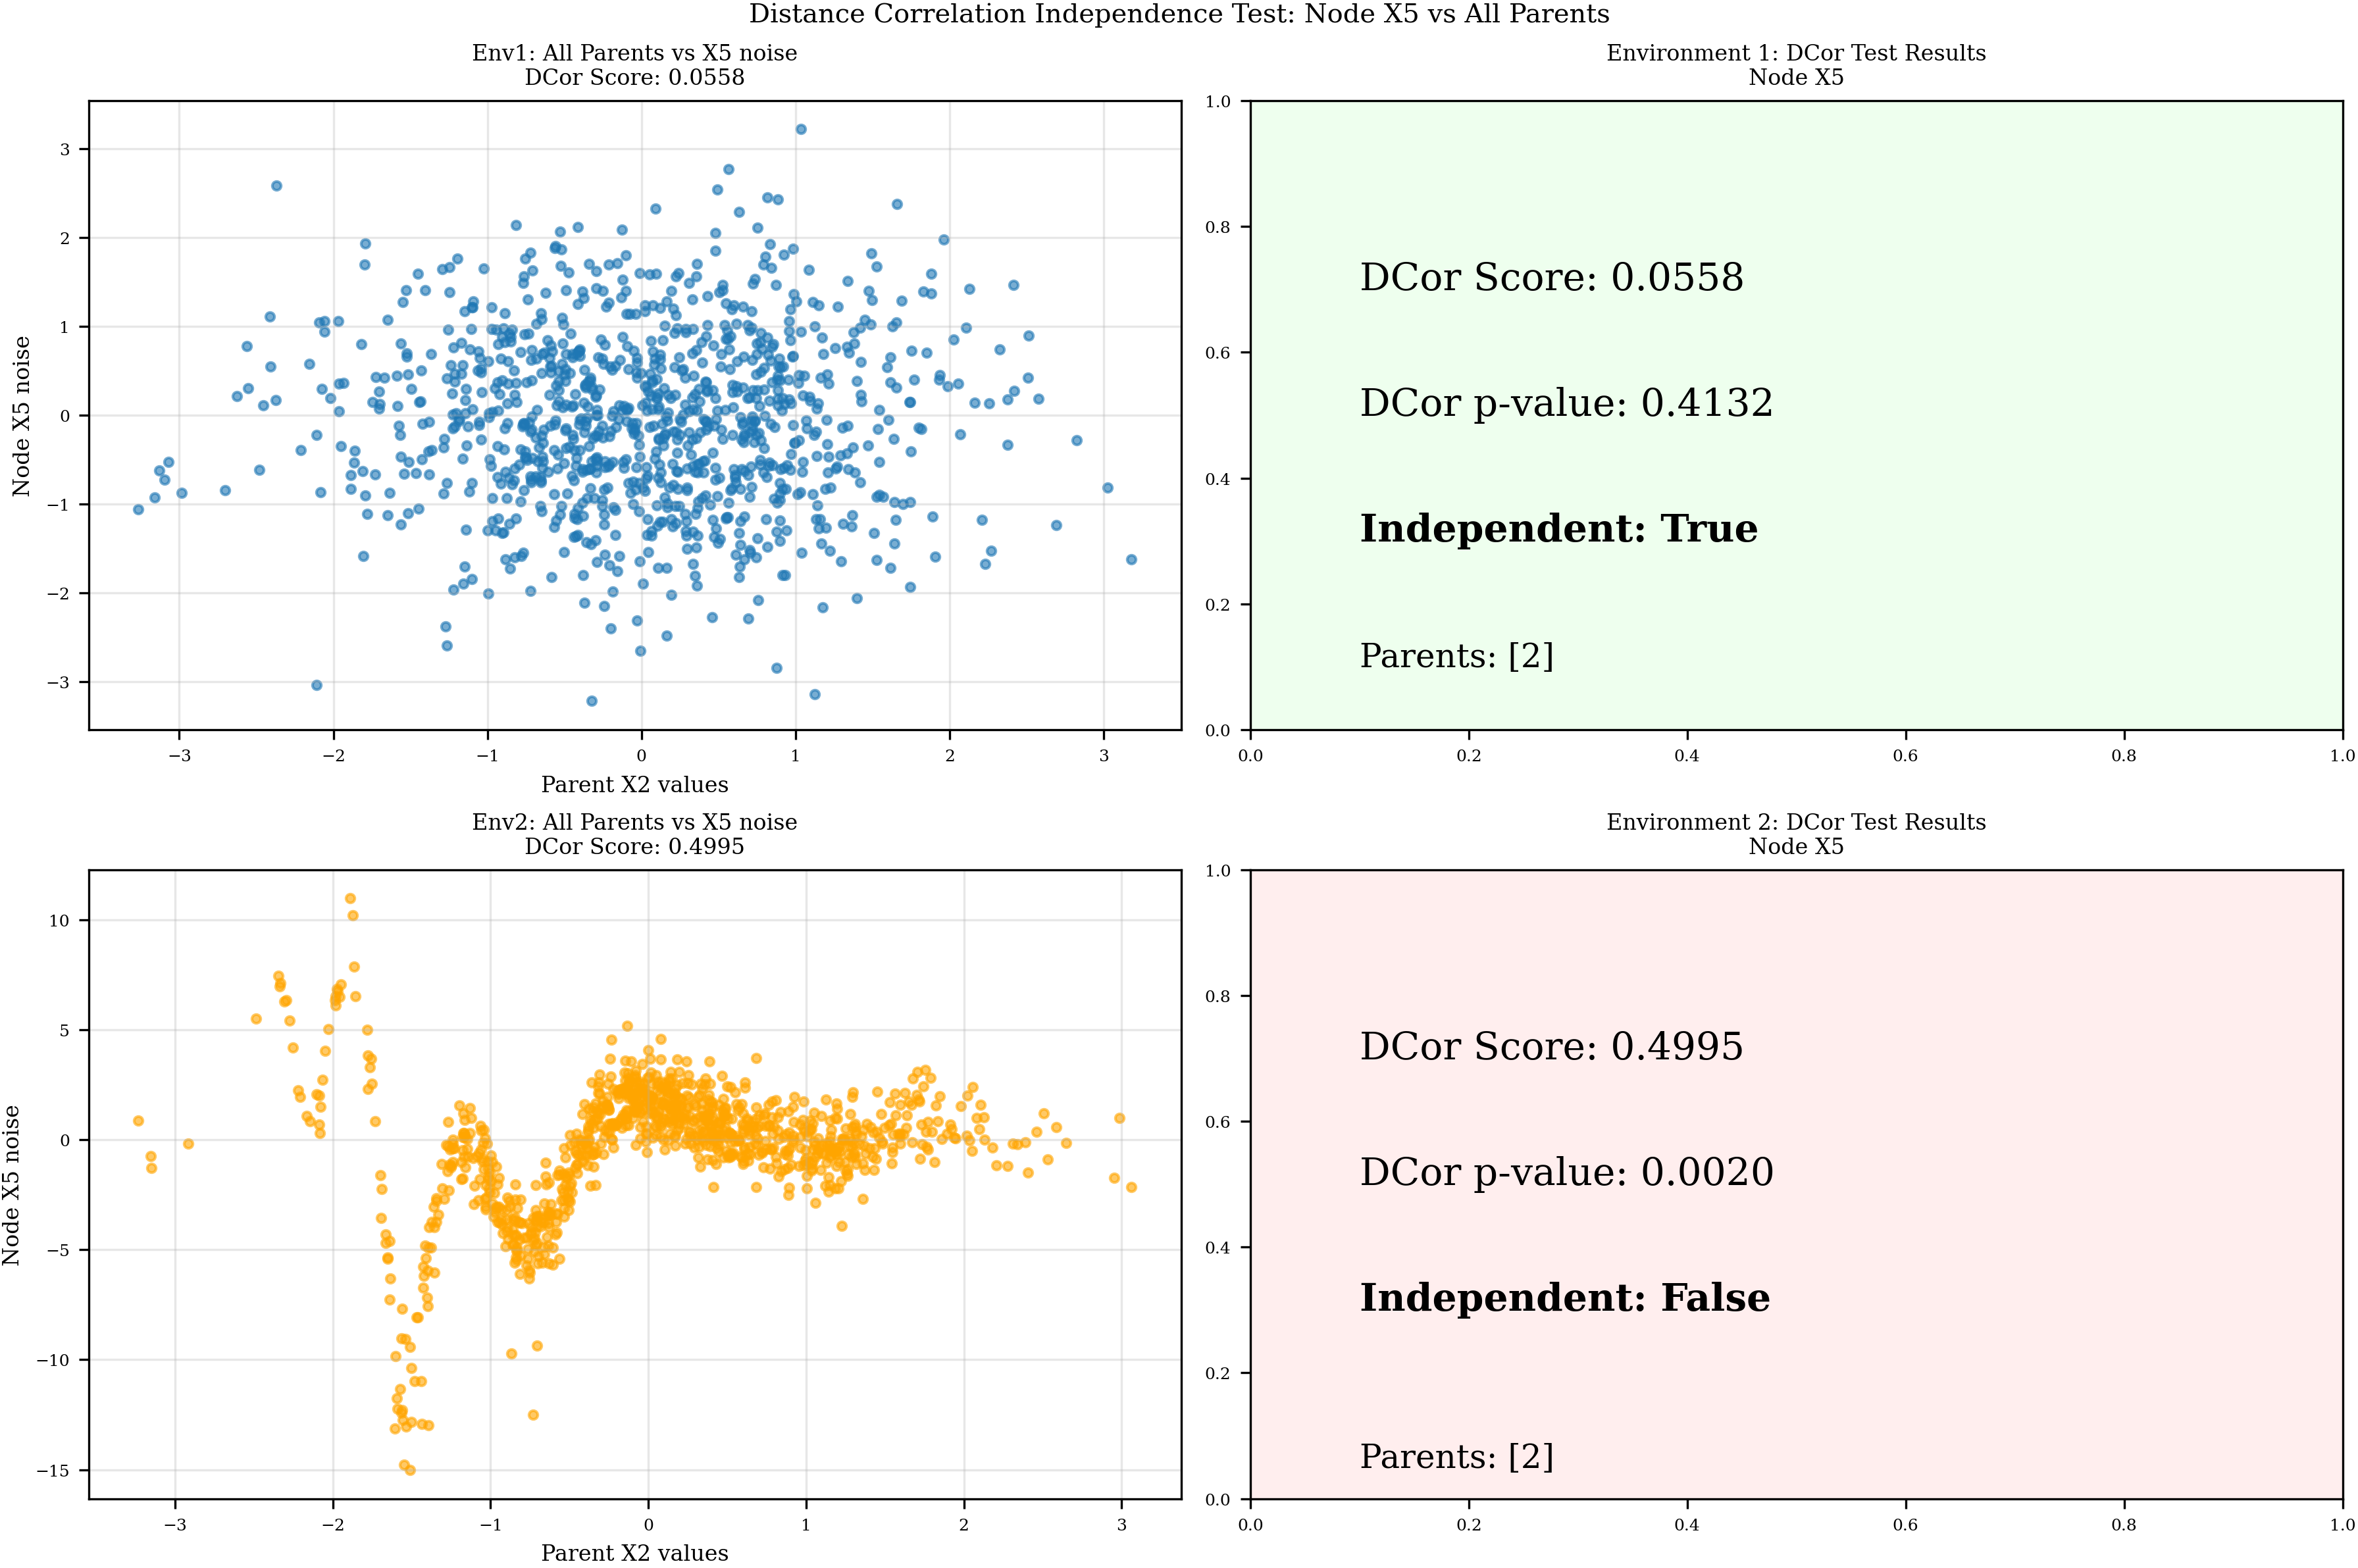 Distance Correlation Independence Test: Node X5 vs All Parents
Env1: All Parents vs X5 noise
DCor Score: 0.0558
Node X5 noise
3
2
1
0
−1
−2
−3
−3
−2
−1
0
1
2
3
Parent X2 values
Environment 1: DCor Test Results
Node X5
1.0
0.8
0.6
0.4
0.2
0.0
DCor Score: 0.0558
DCor p-value: 0.4132
Independent: True
Parents: [2]
0.0
0.2
0.4
0.6
0.8
1.0
Env2: All Parents vs X5 noise
DCor Score: 0.4995
Node X5 noise
10
5
0
−5
−10
−15
−3
−2
−1
0
1
2
3
Parent X2 values
Environment 2: DCor Test Results
Node X5
1.0
0.8
0.6
0.4
0.2
0.0
DCor Score: 0.4995
DCor p-value: 0.0020
Independent: False
Parents: [2]
0.0
0.2
0.4
0.6
0.8
1.0